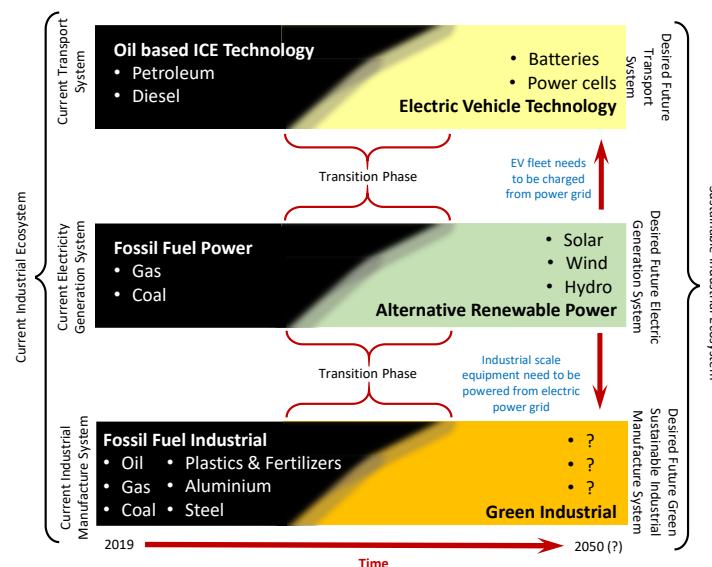 Oil based ICE Technology
• Petroleum
• Diesel
• Batteries
• Power cells
Electric Vehicle Technology
Current Transport
System
Desired Future
Transport
System
Transition Phase
EV fleet needs
to be charged
from power grid
Current Industrial Ecosystem
Current Electricity
Generation System
Fossil Fuel Power
• Gas
• Coal
• Solar
• Wind
• Hydro
Alternative Renewable Power
Desired Future Electric
Generation System
Transition Phase
Industrial scale
equipment need to be
powered from electric
power grid
Current Industrial
Manufacture System
Fossil Fuel Industrial
• Oil
• Gas
• Coal
• Plastics & Fertilizers
• Aluminium
• Steel
• ?
• ?
• ?
Green Industrial
Desired Future Green
Sustainable Industrial
Manufacture System
2019
2050 (?)
Time